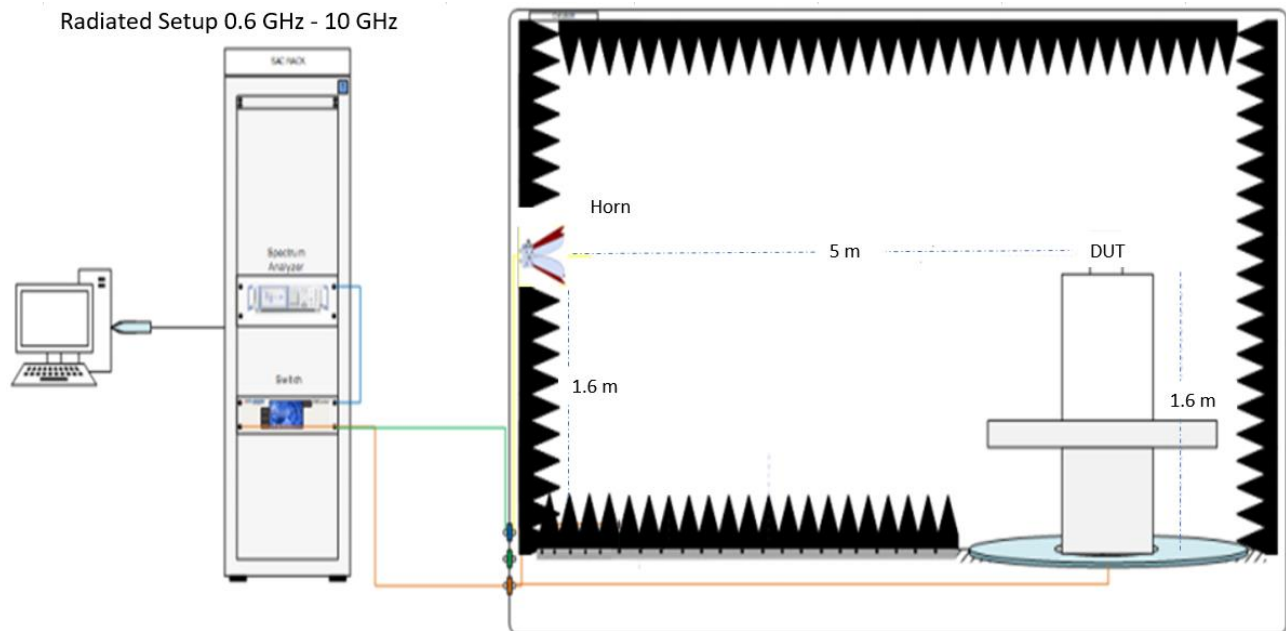 Radiated Setup 0.6 GHz - 10 GHz
SAC RACK
Horn
5 m
DUT
Spectrum
Analyzer
1.6 m
1.6 m
Switch